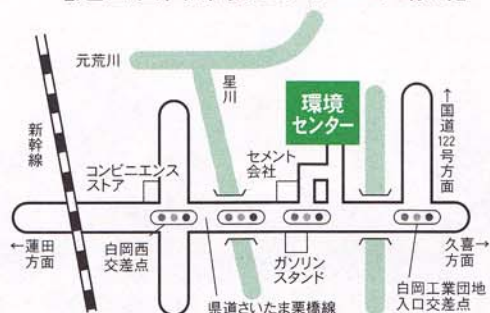 元荒川
星川
環境
センター
↑国道122号方面
新幹線
コンビニエンス
ストア
セメント
会社
←蓮田
方面
白岡西
交差点
ガソリン
スタンド
久喜→
方面
県道さいたま栗橋線
白岡工業団地
入口交差点